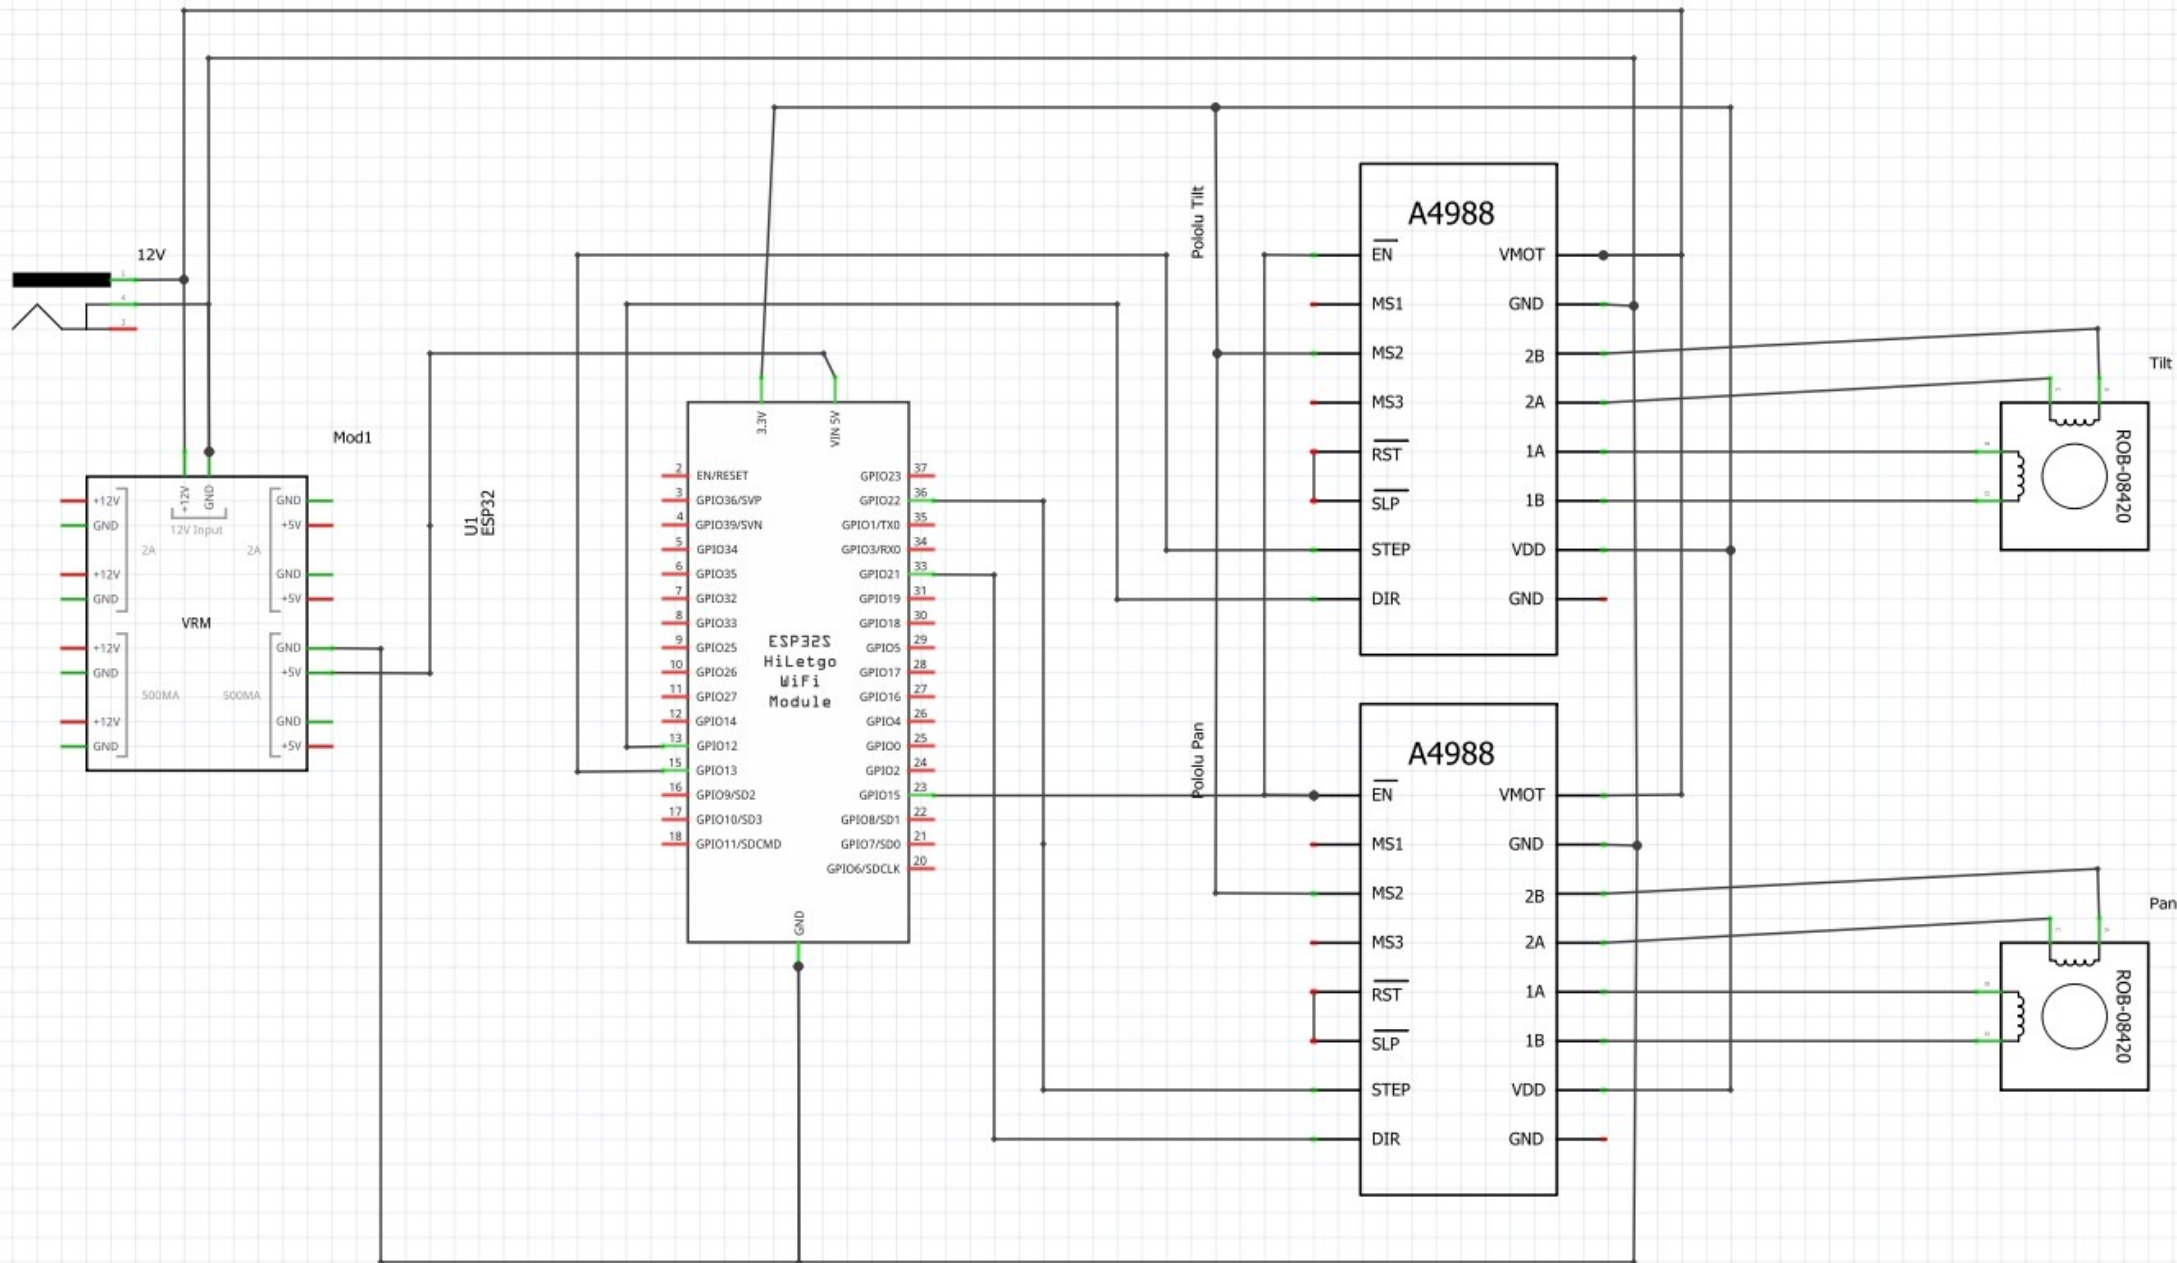 12V
1
4
Mod1
+12V
GND
12V Input
+12V
GND
2A
2A
GND
+5V
+12V
GND
GND
+5V
VRM
+12V
GND
GND
+5V
500MA
500MA
+12V
GND
GND
+5V
U1
ESP32
3.3V
VIN 5V
2 EN/RESET
3 GPIO36/SVP
4 GPIO39/SVN
5 GPIO34
6 GPIO35
7 GPIO32
8 GPIO33
9 GPIO25
10 GPIO26
11 GPIO27
12 GPIO14
13 GPIO12
15 GPIO13
16 GPIO9/SD2
17 GPIO10/SD3
18 GPIO11/SDCMD
ESP32S
HiLetgo
WiFi
Module
GPIO23 37
GPIO22 36
GPIO1/TX0 35
GPIO3/RX0 34
GPIO21 33
GPIO19 31
GPIO18 30
GPIO5 29
GPIO17 28
GPIO16 27
GPIO4 26
GPIO0 25
GPIO2 24
GPIO15 23
GPIO8/SD1 22
GPIO7/SD0 21
GPIO6/SDCLK 20
GND
Pololu Tilt
A4988
EN
MS1
MS2
MS3
RST
SLP
STEP
DIR
VMOT
GND
2B
2A
1A
1B
VDD
GND
Tilt
ROB-08420
Pololu Pan
A4988
EN
MS1
MS2
MS3
RST
SLP
STEP
DIR
VMOT
GND
2B
2A
1A
1B
VDD
GND
Pan
ROB-08420